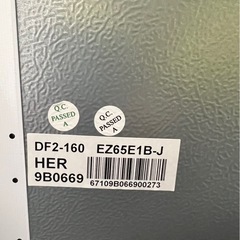 Q.C.
PASSED
A
Q.C.
PASSED
A
DF2-160 EZ65E1B-J
HER
9B0669
67109B066900273